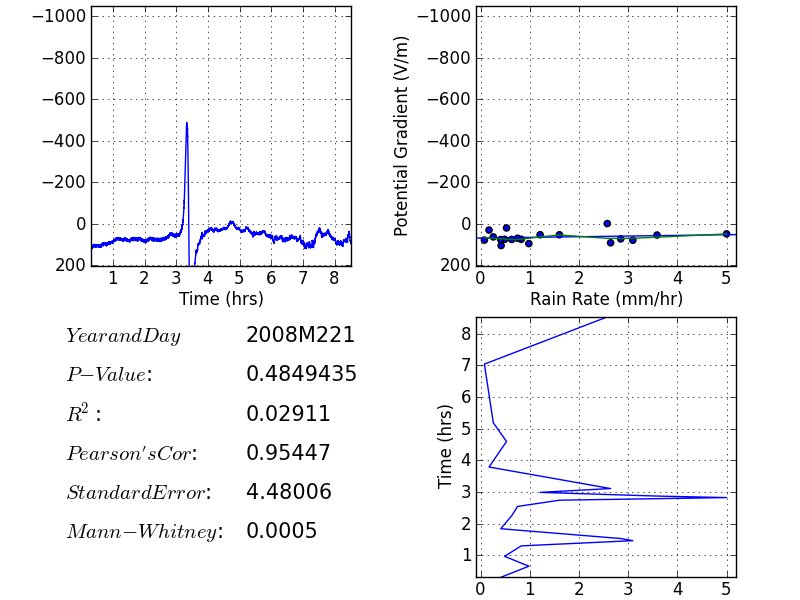 −1000
−800
−600
−400
−200
0
200
1 2 3 4 5 6 7 8
Time (hrs)
Potential Gradient (V/m)
−1000
−800
−600
−400
−200
0
200
0 1 2 3 4 5
Rain Rate (mm/hr)
YearandDay 2008M221
P−Value: 0.4849435
R²: 0.02911
Pearson'sCor: 0.95447
StandardError: 4.48006
Mann−Whitney: 0.0005
Time (hrs)
8
7
6
5
4
3
2
1
0 1 2 3 4 5